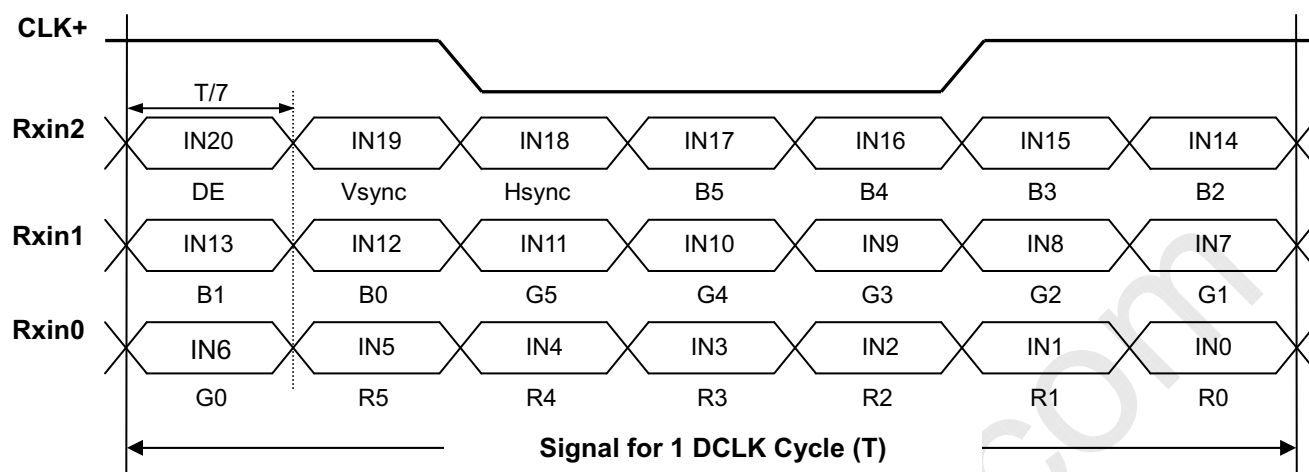 CLK+
T/7
Rxin2 IN20 IN19 IN18 IN17 IN16 IN15 IN14
DE Vsync Hsync B5 B4 B3 B2
Rxin1 IN13 IN12 IN11 IN10 IN9 IN8 IN7
B1 B0 G5 G4 G3 G2 G1
Rxin0 IN6 IN5 IN4 IN3 IN2 IN1 IN0
G0 R5 R4 R3 R2 R1 R0
Signal for 1 DCLK Cycle (T)
com